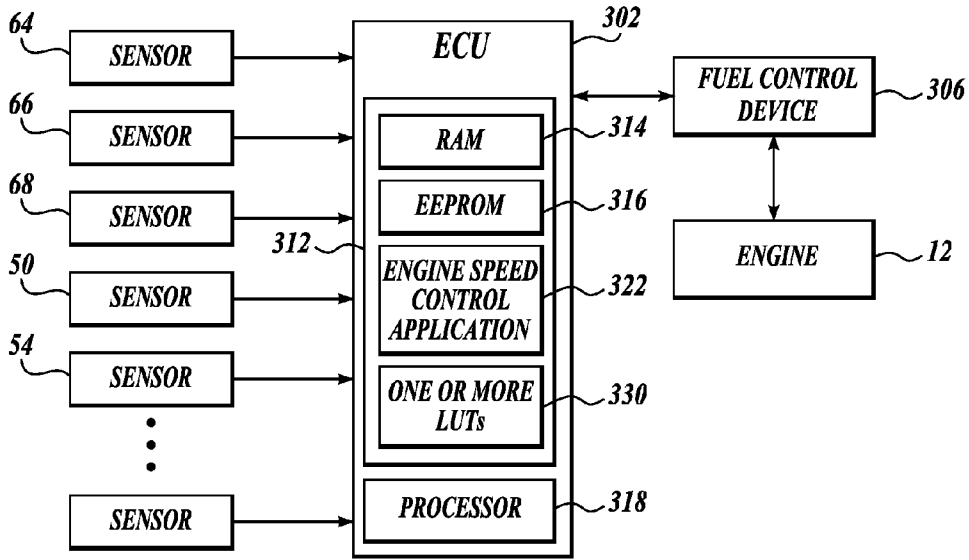 64
SENSOR
66
SENSOR
68
SENSOR
50
SENSOR
54
SENSOR
SENSOR
ECU
302
312
RAM
314
EEPROM
316
ENGINE SPEED
CONTROL
APPLICATION
322
ONE OR MORE
LUTs
330
PROCESSOR
318
FUEL CONTROL
DEVICE
306
ENGINE
12